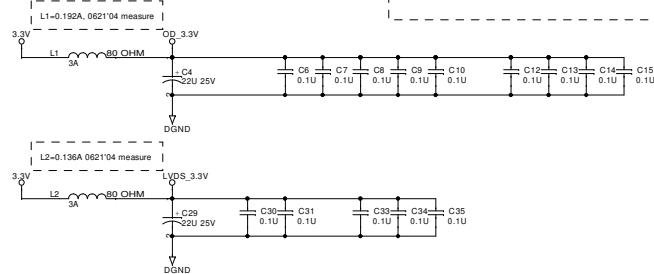 L1=0.192A, 0621'04 measure
3.3V
OD_3.3V
L1
80 OHM
3A
C4
22U 25V
C6
0.1U
C7
0.1U
C8
0.1U
C9
0.1U
C10
0.1U
C12
0.1U
C13
0.1U
C14
0.1U
C15
0.1U
DGND
L2=0.136A 0621'04 measure
3.3V
LVDS_3.3V
L2
80 OHM
3A
C29
22U 25V
C30
0.1U
C31
0.1U
C33
0.1U
C34
0.1U
C35
0.1U
DGND